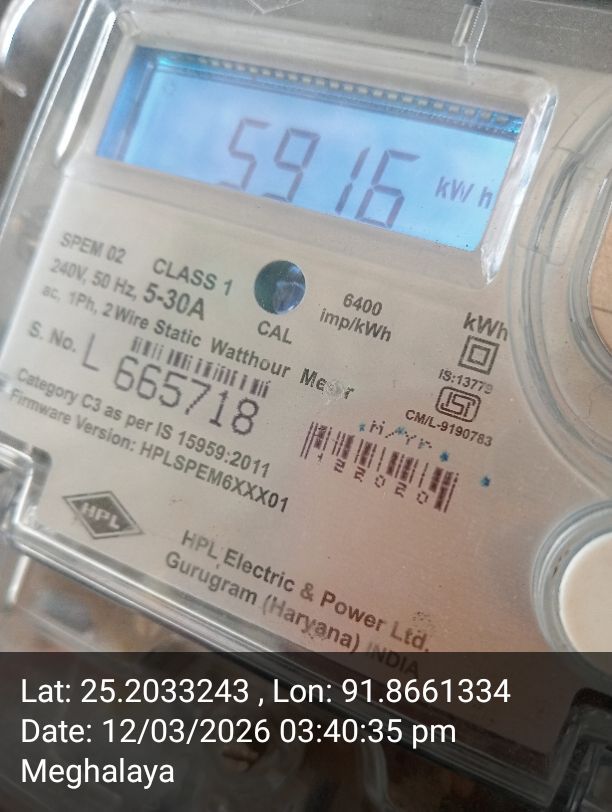 5916 kWh
SPEM 02 CLASS 1
240V, 50 Hz, 5-30A
ac, 1Ph, 2Wire Static Watthour Meter
CAL
6400
imp/kWh
kWh
IS:13779
CM/L-9190783
S. No. L 665718
Category C3 as per IS 15959:2011
Firmware Version: HPLSPEM6XXX01
*M/Yr*
122020
HPL
HPL Electric & Power Ltd.
Gurugram (Haryana) INDIA
Lat: 25.2033243 , Lon: 91.8661334
Date: 12/03/2026 03:40:35 pm
Meghalaya